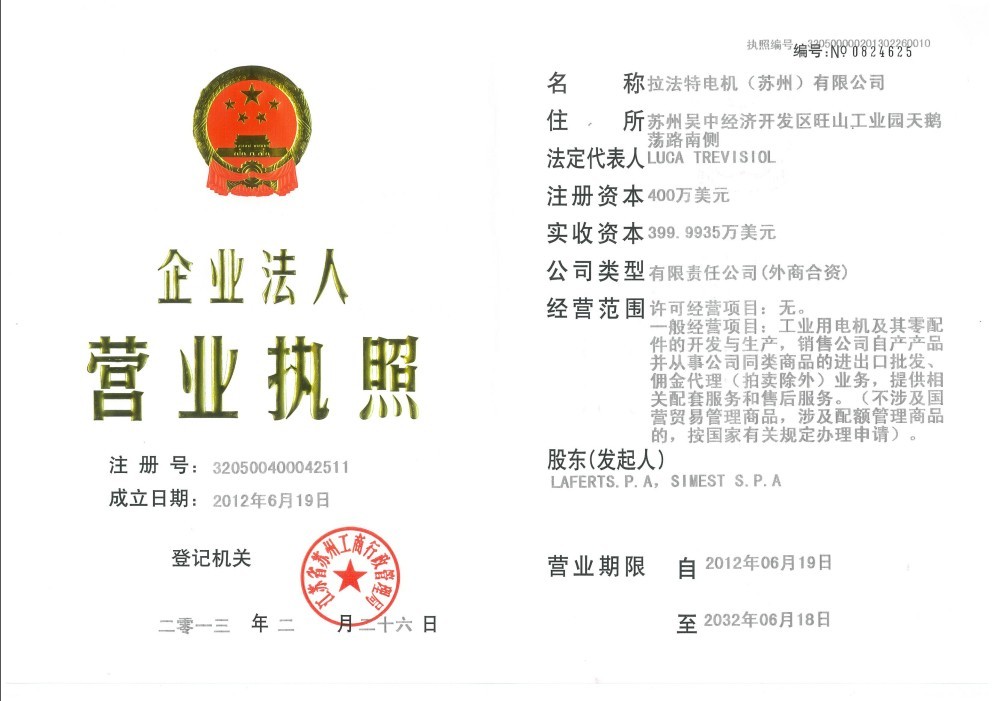 企业法人
营业执照
注册号：320500400042511
成立日期：2012年6月19日
登记机关
江苏省苏州工商行政管理局
二零一三 年 二 月 二十六 日
执照编号 320500000201302260010
编号:№ 0824625
名称 拉法特电机（苏州）有限公司
住所 苏州吴中经济开发区旺山工业园天鹅
荡路南侧
法定代表人 LUCA TREVISIOL
注册资本 400万美元
实收资本 399.9935万美元
公司类型 有限责任公司(外商合资)
经营范围 许可经营项目：无。
一般经营项目：工业用电机及其零配
件的开发与生产，销售公司自产产品
并从事公司同类商品的进出口批发、
佣金代理（拍卖除外）业务，提供相
关配套服务和售后服务。（不涉及国
营贸易管理商品，涉及配额管理商品
的，按国家有关规定办理申请）。
股东(发起人)
LAFERTS.P.A，SIMEST S.P.A
营业期限 自 2012年06月19日
至 2032年06月18日